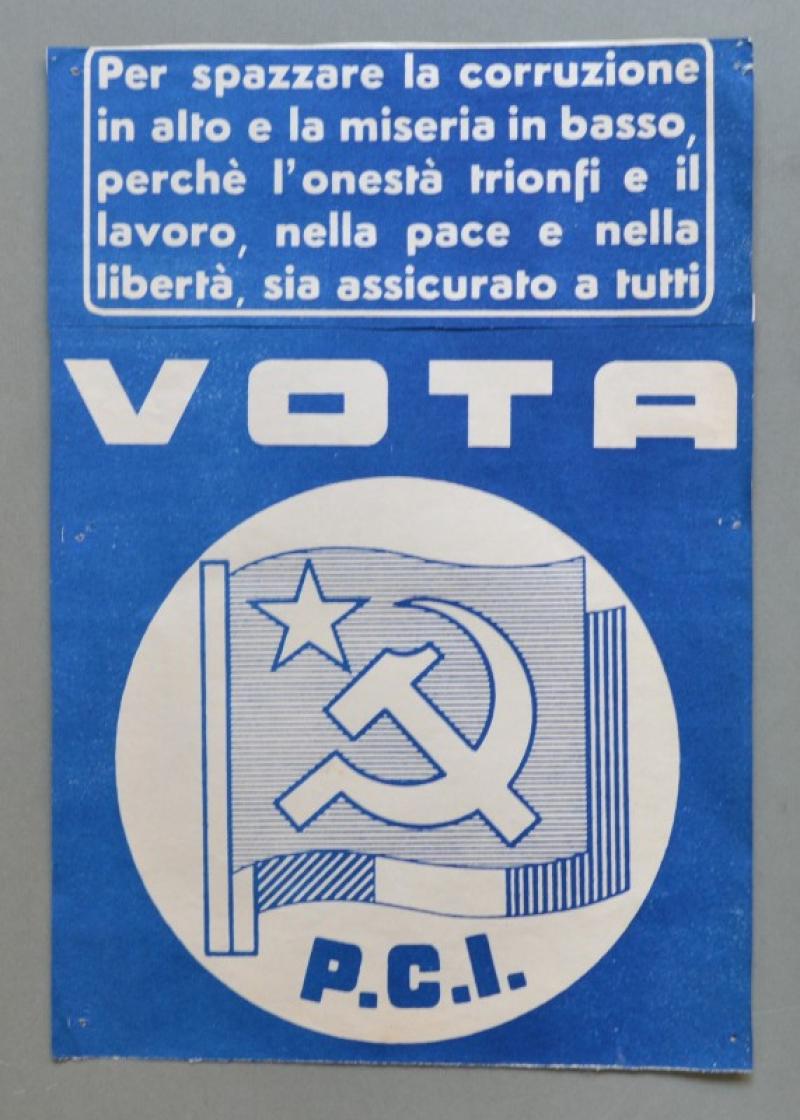 Per spazzare la corruzione
in alto e la miseria in basso,
perchè l'onestà trionfi e il
lavoro, nella pace e nella
libertà, sia assicurato a tutti
VOTA
P.C.I.